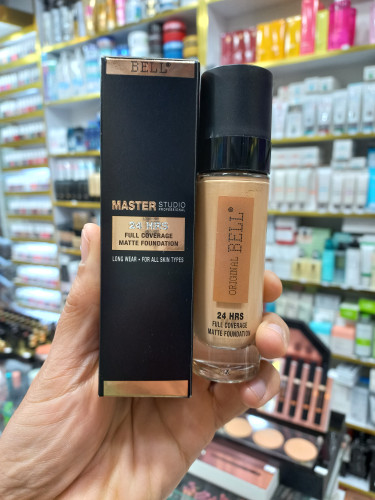 BELL®
MASTER STUDIO
PROFESSIONAL
24 HRS
FULL COVERAGE
MATTE FOUNDATION
LONG WEAR • FOR ALL SKIN TYPES
ORIGINAL BELL®
24 HRS
FULL COVERAGE
MATTE FOUNDATION